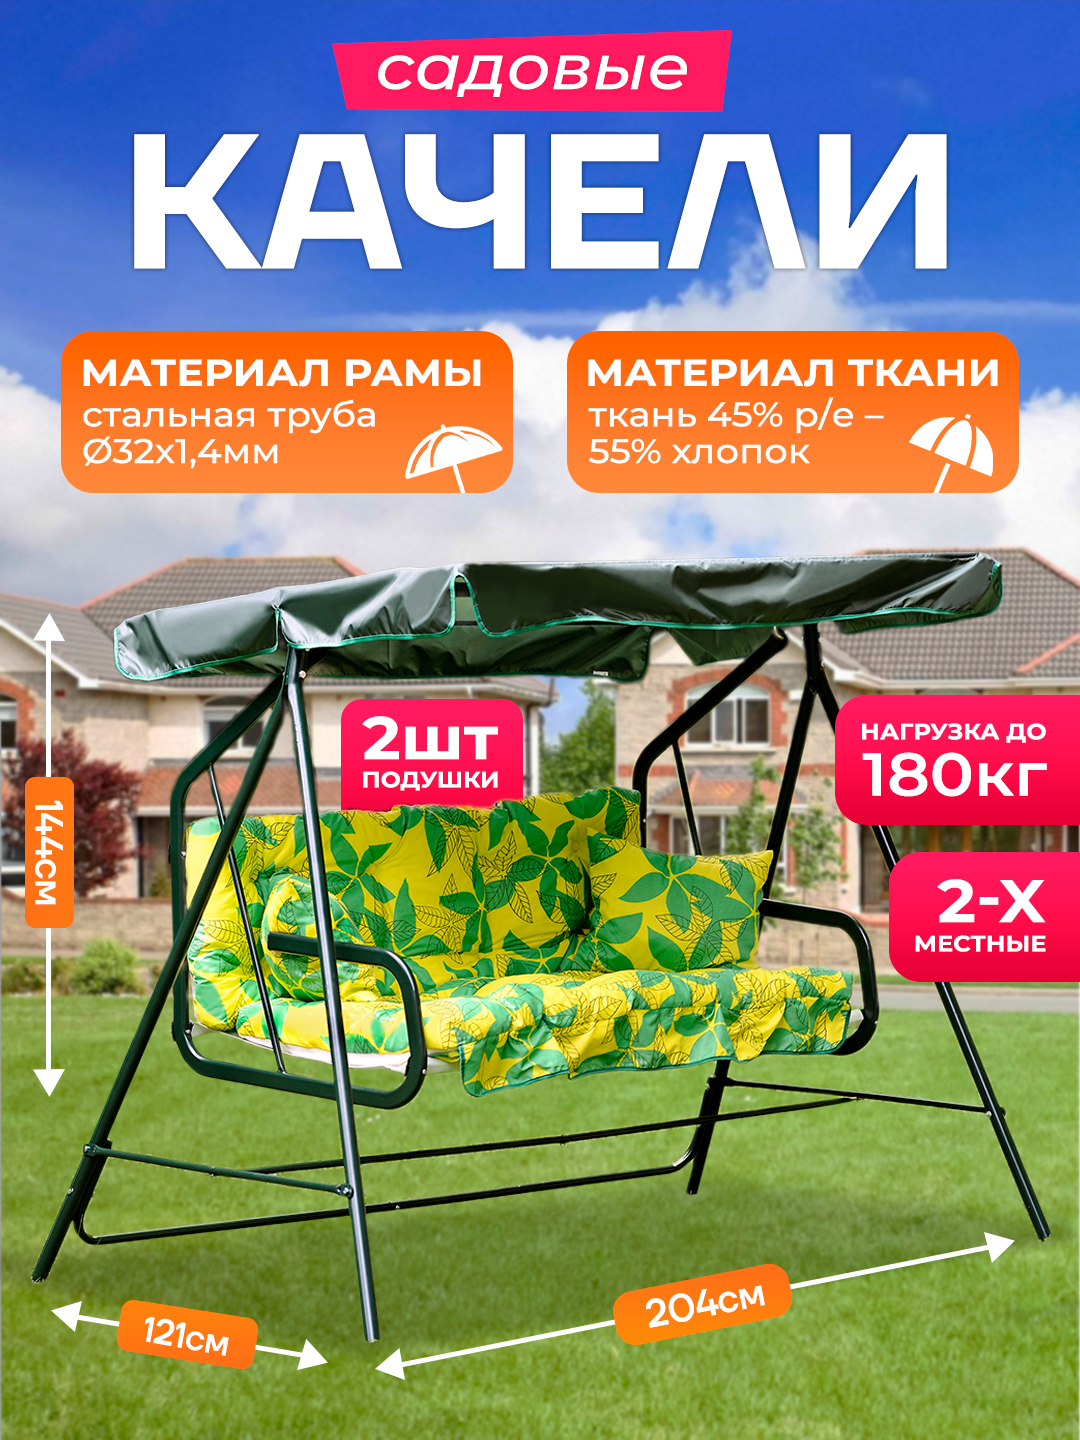 садовые
КАЧЕЛИ
МАТЕРИАЛ РАМЫ
стальная труба
Ø32х1,4мм
МАТЕРИАЛ ТКАНИ
ткань 45% р/е –
55% хлопок
2шт
ПОДУШКИ
НАГРУЗКА ДО
180кг
144см
2-Х
МЕСТНЫЕ
121см
204см